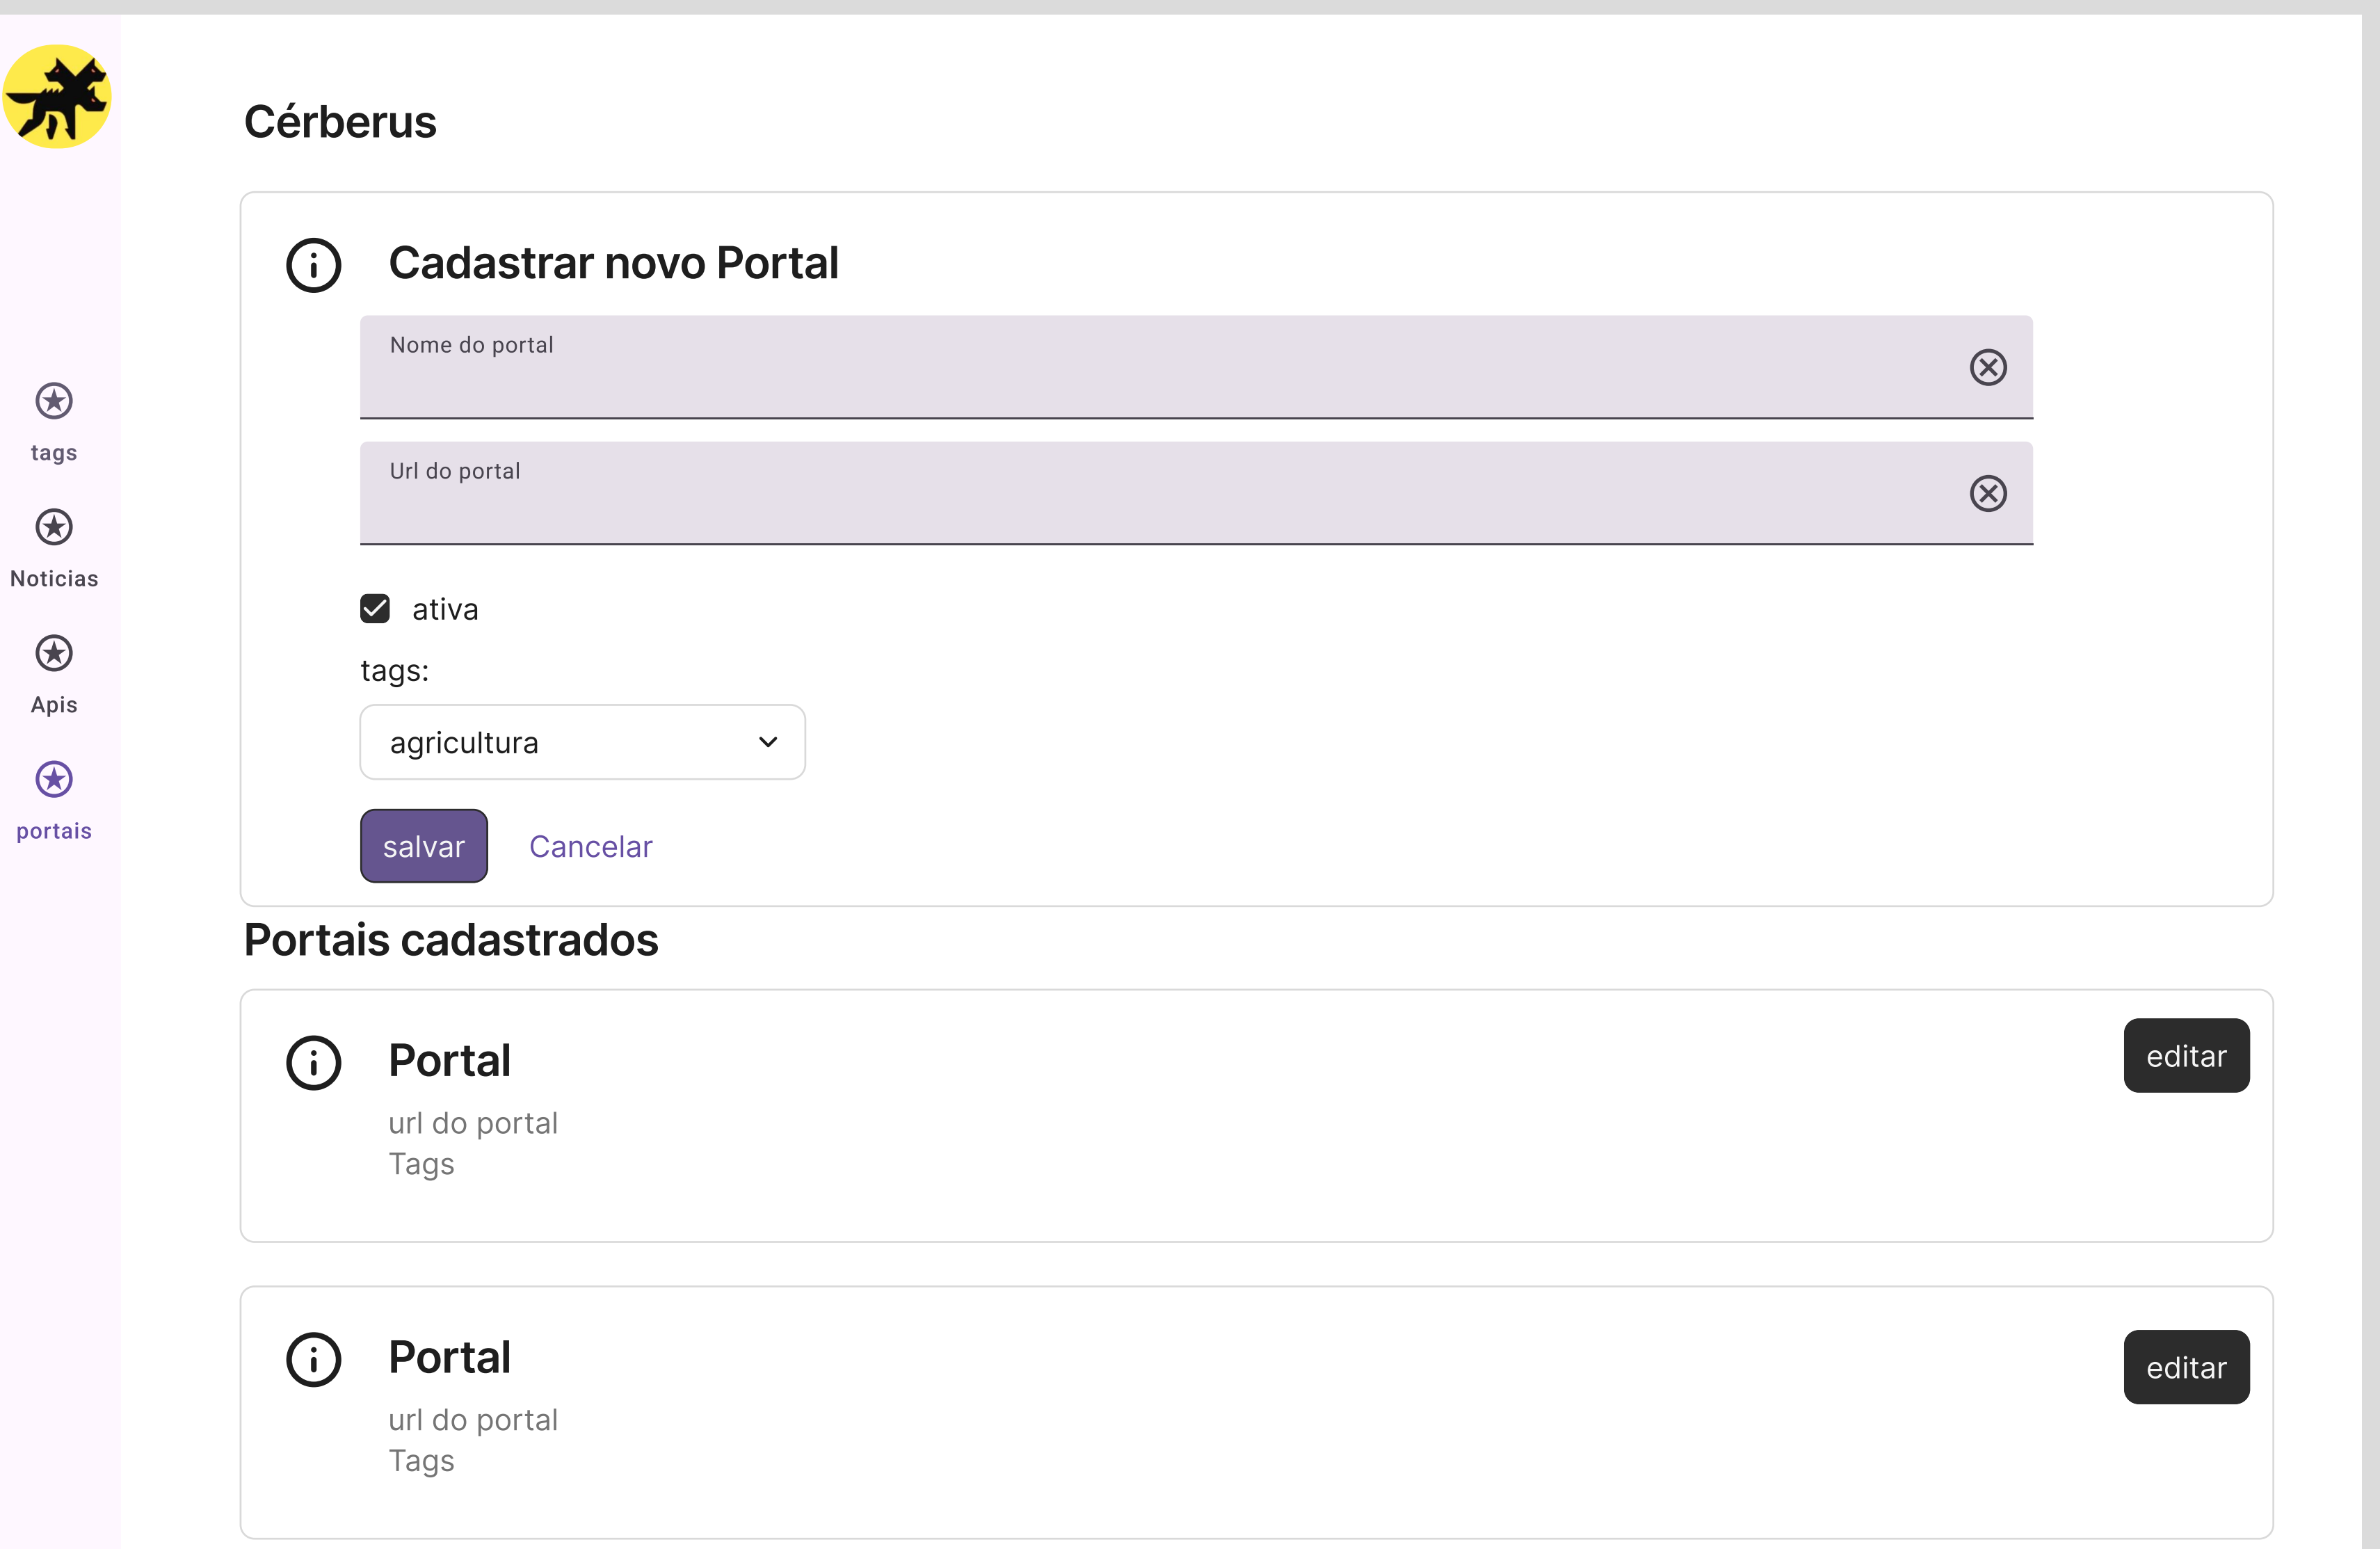 Cérberus
tags
Noticias
Apis
portais
Cadastrar novo Portal
Nome do portal
Url do portal
ativa
tags:
agricultura
salvar
Cancelar
Portais cadastrados
Portal
editar
url do portal
Tags
Portal
editar
url do portal
Tags